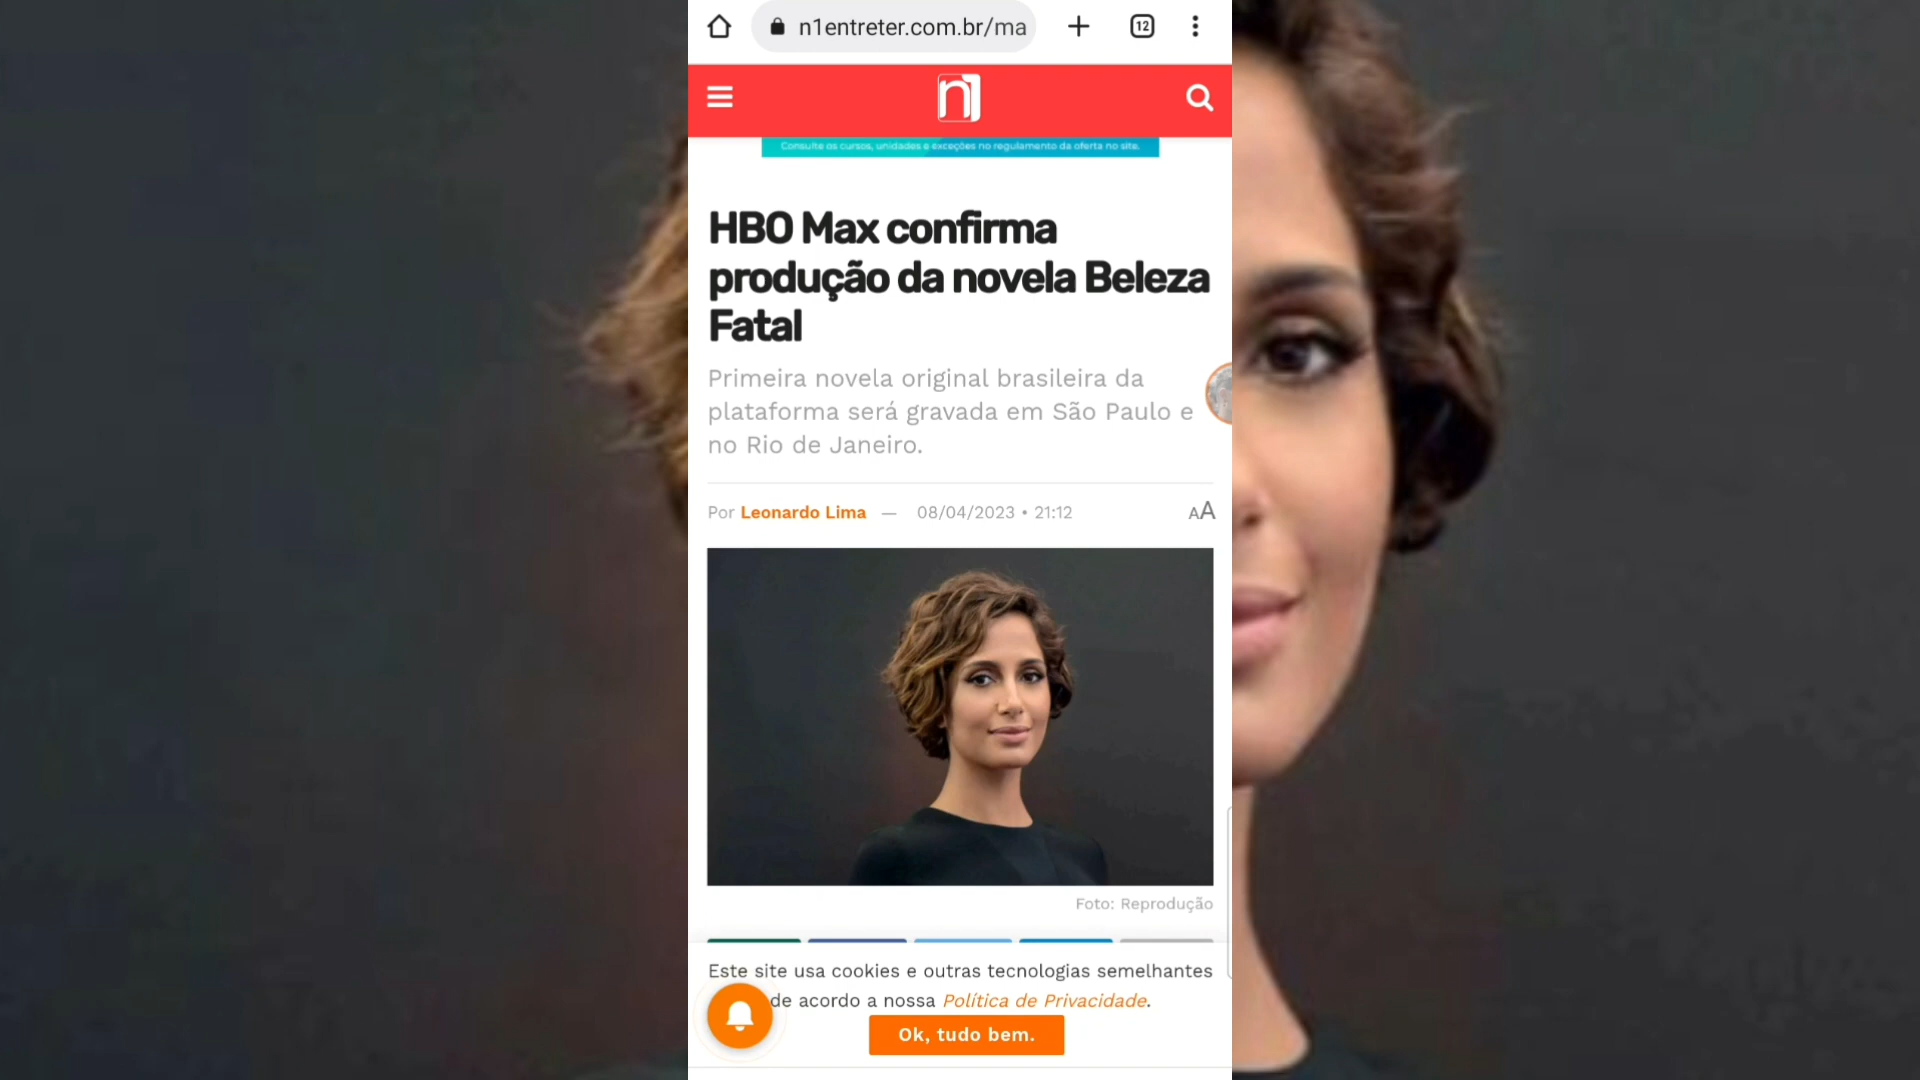 n1entreter.com.br/ma
12
n1
Consulte os cursos, unidades e exceções no regulamento da oferta no site.
HBO Max confirma
produção da novela Beleza
Fatal
Primeira novela original brasileira da
plataforma será gravada em São Paulo e
no Rio de Janeiro.
Por Leonardo Lima — 08/04/2023 • 21:12
AA
Foto: Reprodução
Este site usa cookies e outras tecnologias semelhantes
de acordo a nossa Política de Privacidade.
Ok, tudo bem.